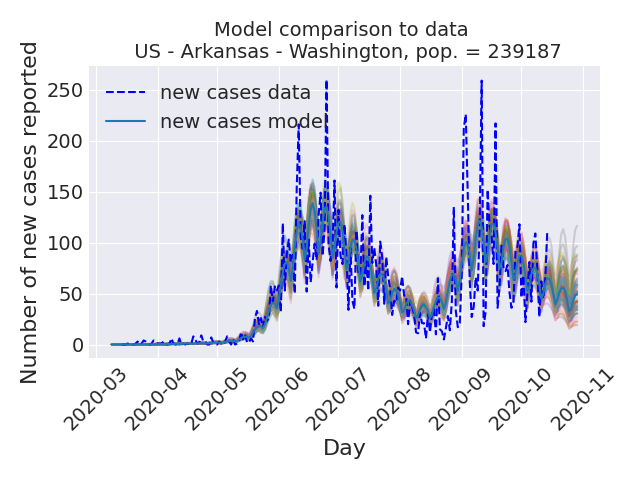 Model comparison to data
US - Arkansas - Washington, pop. = 239187
Number of new cases reported
250
200
150
100
50
0
new cases data
new cases model
2020-03
2020-04
2020-05
2020-06
2020-07
2020-08
2020-09
2020-10
2020-11
Day